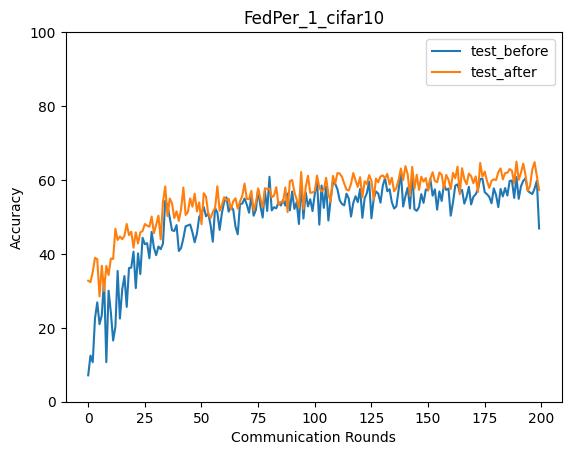 FedPer_1_cifar10
test_before
test_after
Accuracy
100
80
60
40
20
0
0 25 50 75 100 125 150 175 200
Communication Rounds